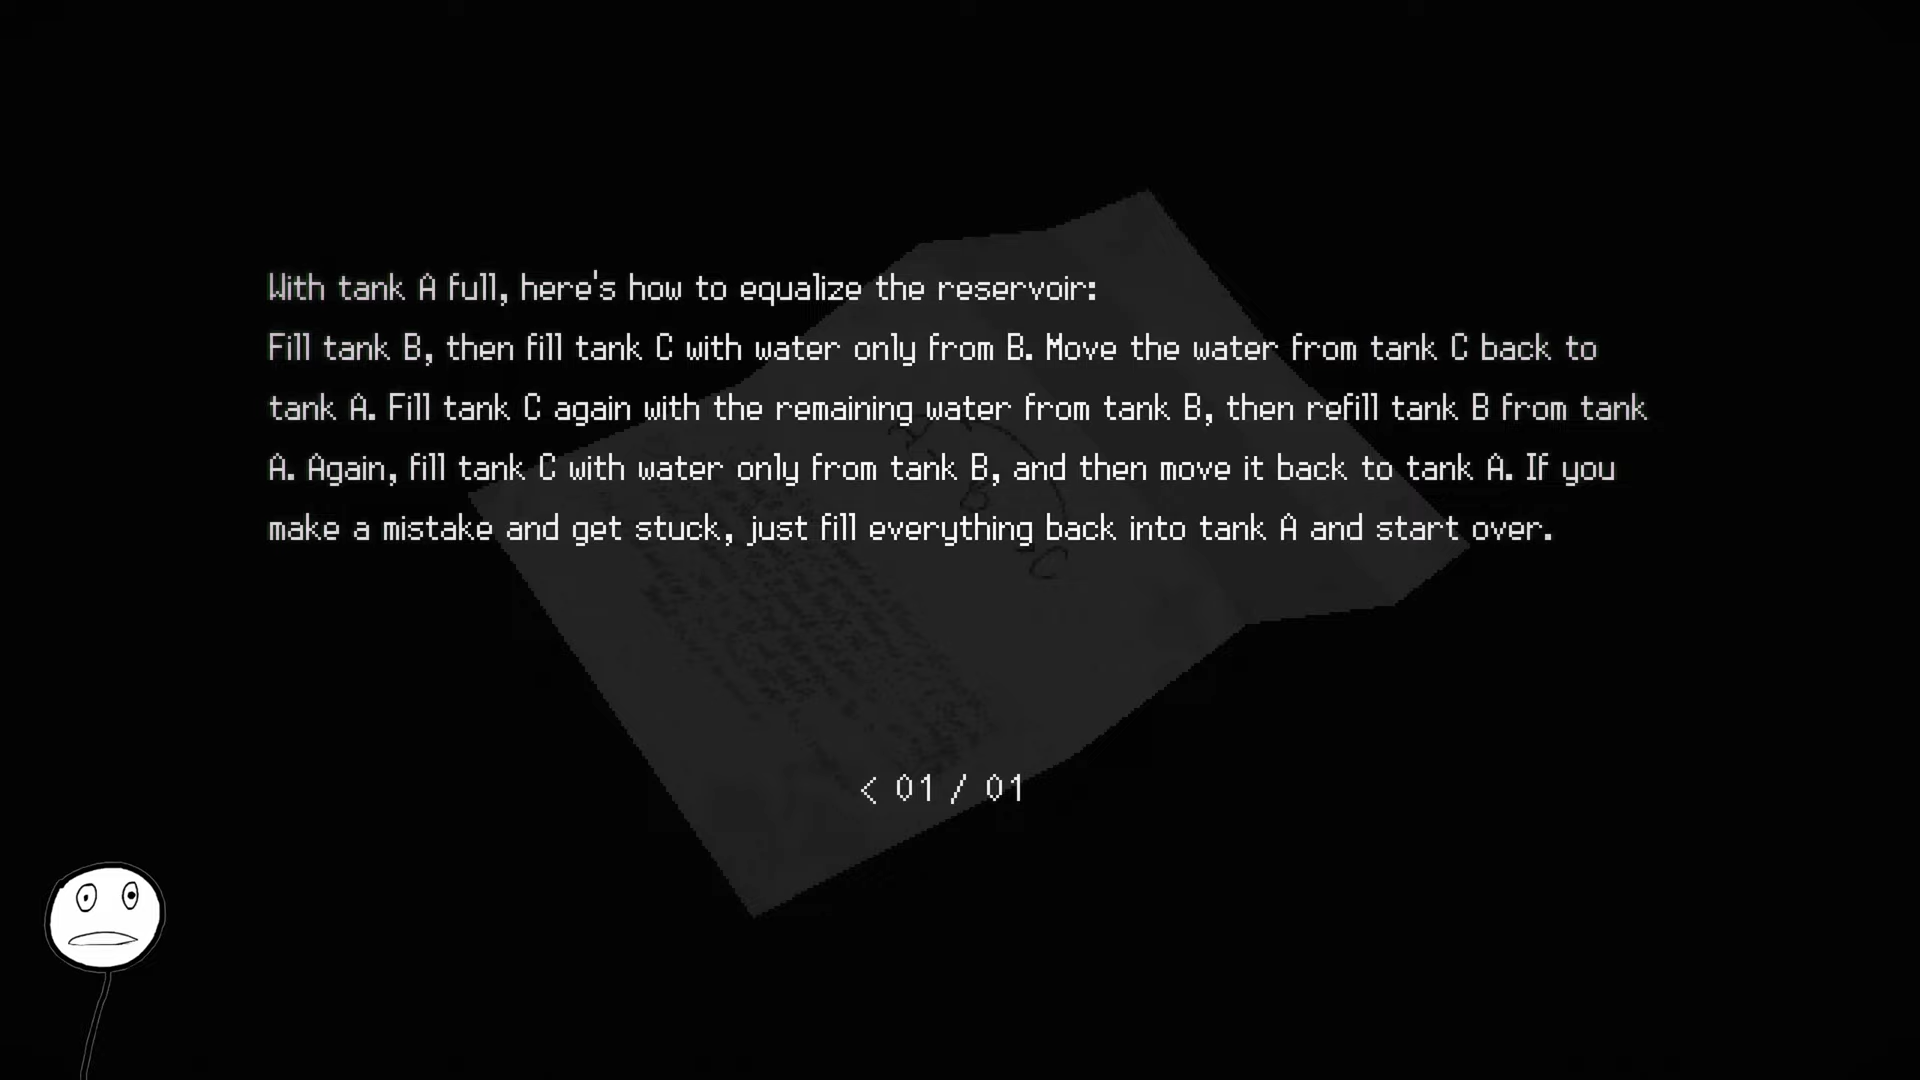 With tank A full, here's how to equalize the reservoir:
Fill tank B, then fill tank C with water only from B. Move the water from tank C back to
tank A. Fill tank C again with the remaining water from tank B, then refill tank B from tank
A. Again, fill tank C with water only from tank B, and then move it back to tank A. If you
make a mistake and get stuck, just fill everything back into tank A and start over.
< 01 / 01